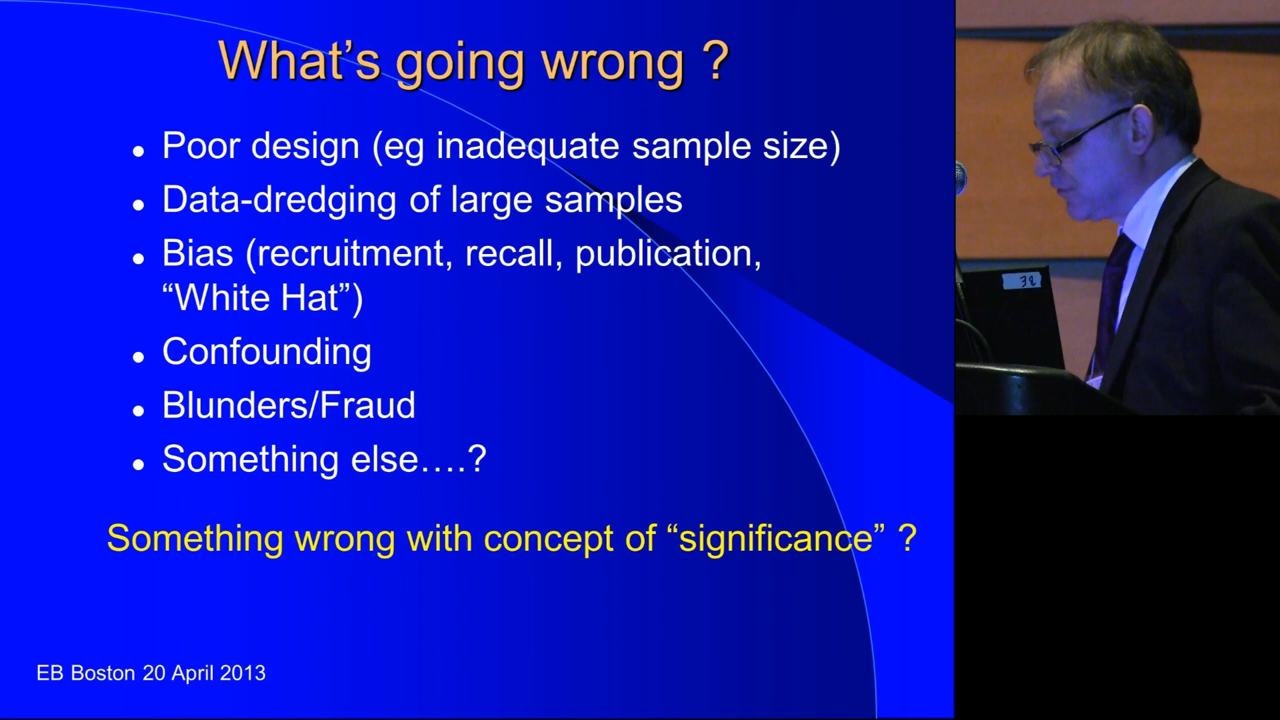 What's going wrong ?
Poor design (eg inadequate sample size)
Data-dredging of large samples
Bias (recruitment, recall, publication,
“White Hat”)
Confounding
Blunders/Fraud
Something else….?
Something wrong with concept of “significance” ?
EB Boston 20 April 2013
38